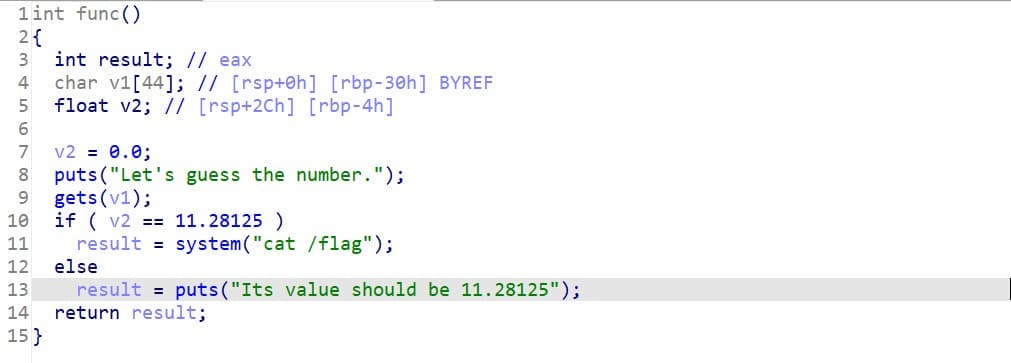 1 int func()
2 {
3   int result; // eax
4   char v1[44]; // [rsp+0h] [rbp-30h] BYREF
5   float v2; // [rsp+2Ch] [rbp-4h]
6
7   v2 = 0.0;
8   puts("Let's guess the number.");
9   gets(v1);
10   if ( v2 == 11.28125 )
11     result = system("cat /flag");
12   else
13     result = puts("Its value should be 11.28125");
14   return result;
15 }